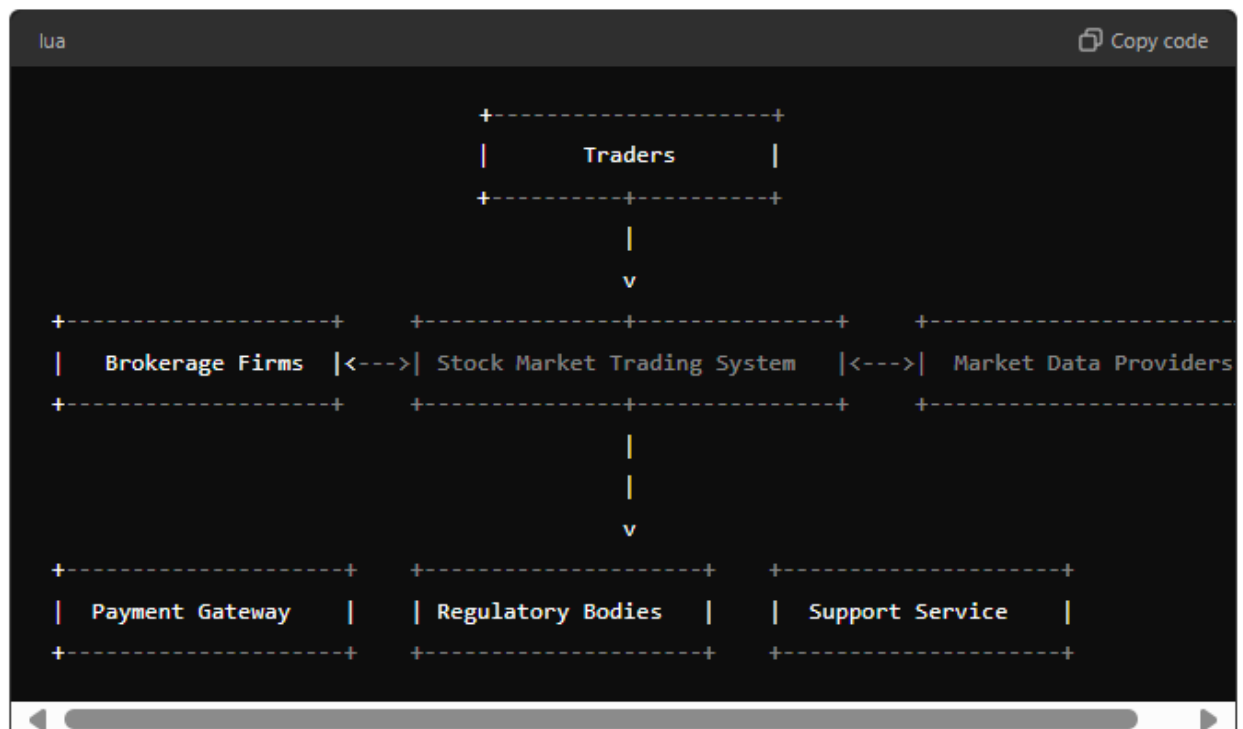 lua Copy code
+---------------------+
| Traders |
+----------+----------+
|
v
+--------------------+ +---------------+---------------+ +------------------------
| Brokerage Firms |<--->| Stock Market Trading System |<--->| Market Data Providers
+--------------------+ +---------------+---------------+ +------------------------
|
|
v
+---------------------+ +---------------------+ +---------------------+
| Payment Gateway | | Regulatory Bodies | | Support Service |
+---------------------+ +---------------------+ +---------------------+